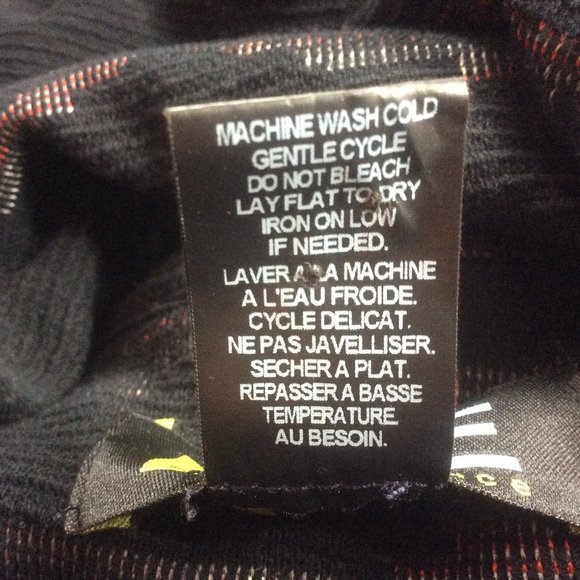 MACHINE WASH COLD
GENTLE CYCLE
DO NOT BLEACH
LAY FLAT TO DRY
IRON ON LOW
IF NEEDED.
LAVER A LA MACHINE
A L'EAU FROIDE.
CYCLE DELICAT.
NE PAS JAVELLISER.
SECHER A PLAT.
REPASSER A BASSE
TEMPERATURE
AU BESOIN.